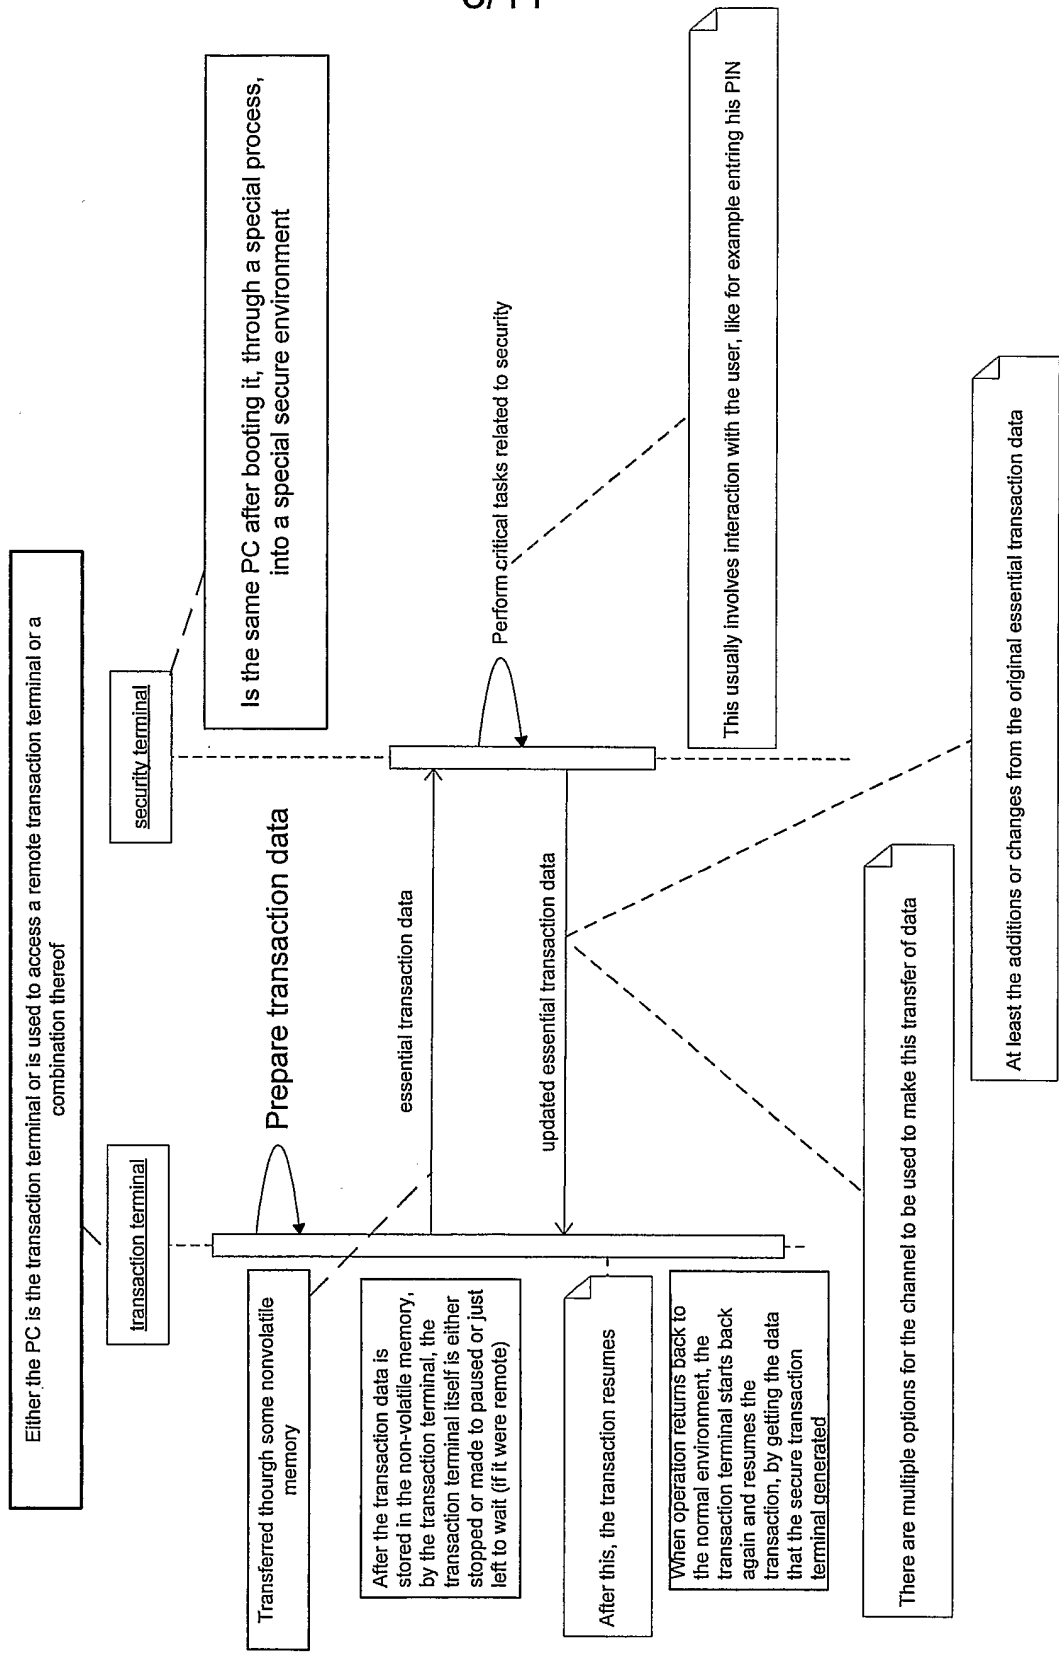 Either the PC is the transaction terminal or is used to access a remote transaction terminal or a
combination thereof
transaction terminal
security terminal
Is the same PC after booting it, through a special process,
into a special secure environment
Prepare transaction data
Transferred though some nonvolatile
memory
essential transaction data
After the transaction data is
stored in the non-volatile memory,
by the transaction terminal, the
transaction terminal itself is either
stopped or made to paused or just
left to wait (if it were remote)
Perform critical tasks related to security
updated essential transaction data
After this, the transaction resumes
This usually involves interaction with the user, like for example entring his PIN
When operation returns back to
the normal environment, the
transaction terminal starts back
again and resumes the
transaction, by getting the data
that the secure transaction
terminal generated
There are multiple options for the channel to be used to make this transfer of data
At least the additions or changes from the original essential transaction data